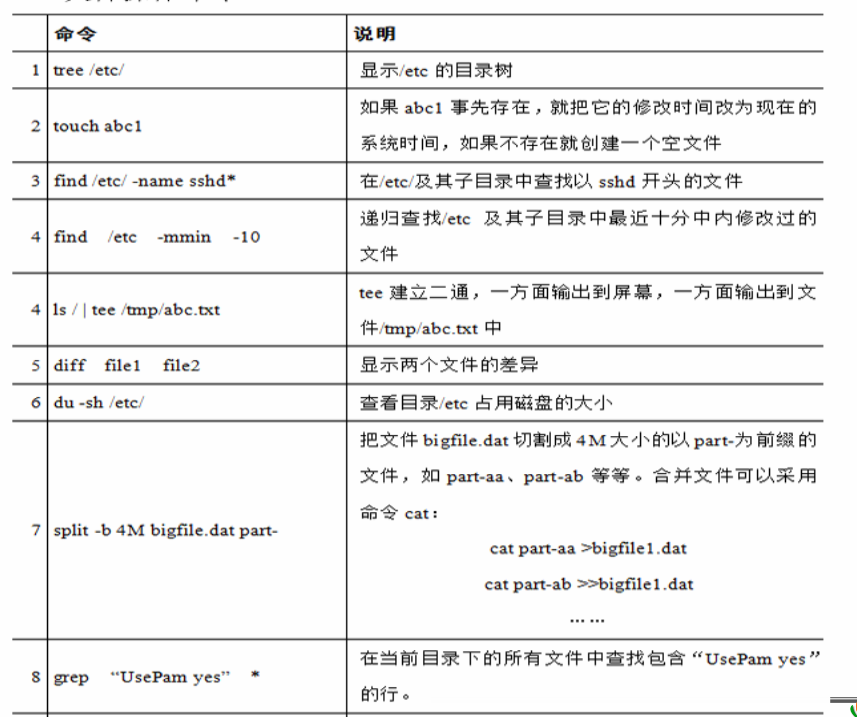 命令 说明
1 tree /etc/ 显示/etc 的目录树
2 touch abc1 如果 abc1 事先存在，就把它的修改时间改为现在的
系统时间，如果不存在就创建一个空文件
3 find /etc/ -name sshd* 在/etc/及其子目录中查找以 sshd 开头的文件
4 find /etc -mmin -10 递归查找/etc 及其子目录中最近十分中内修改过的
文件
4 ls / | tee /tmp/abc.txt tee 建立二通，一方面输出到屏幕，一方面输出到文
件/tmp/abc.txt 中
5 diff file1 file2 显示两个文件的差异
6 du -sh /etc/ 查看目录/etc 占用磁盘的大小
7 split -b 4M bigfile.dat part- 把文件 bigfile.dat 切割成 4M 大小的以 part-为前缀的
文件，如 part-aa、part-ab 等等。合并文件可以采用
命令 cat：
cat part-aa >bigfile1.dat
cat part-ab >>bigfile1.dat
… …
8 grep “UsePam yes” * 在当前目录下的所有文件中查找包含“UsePam yes”
的行。